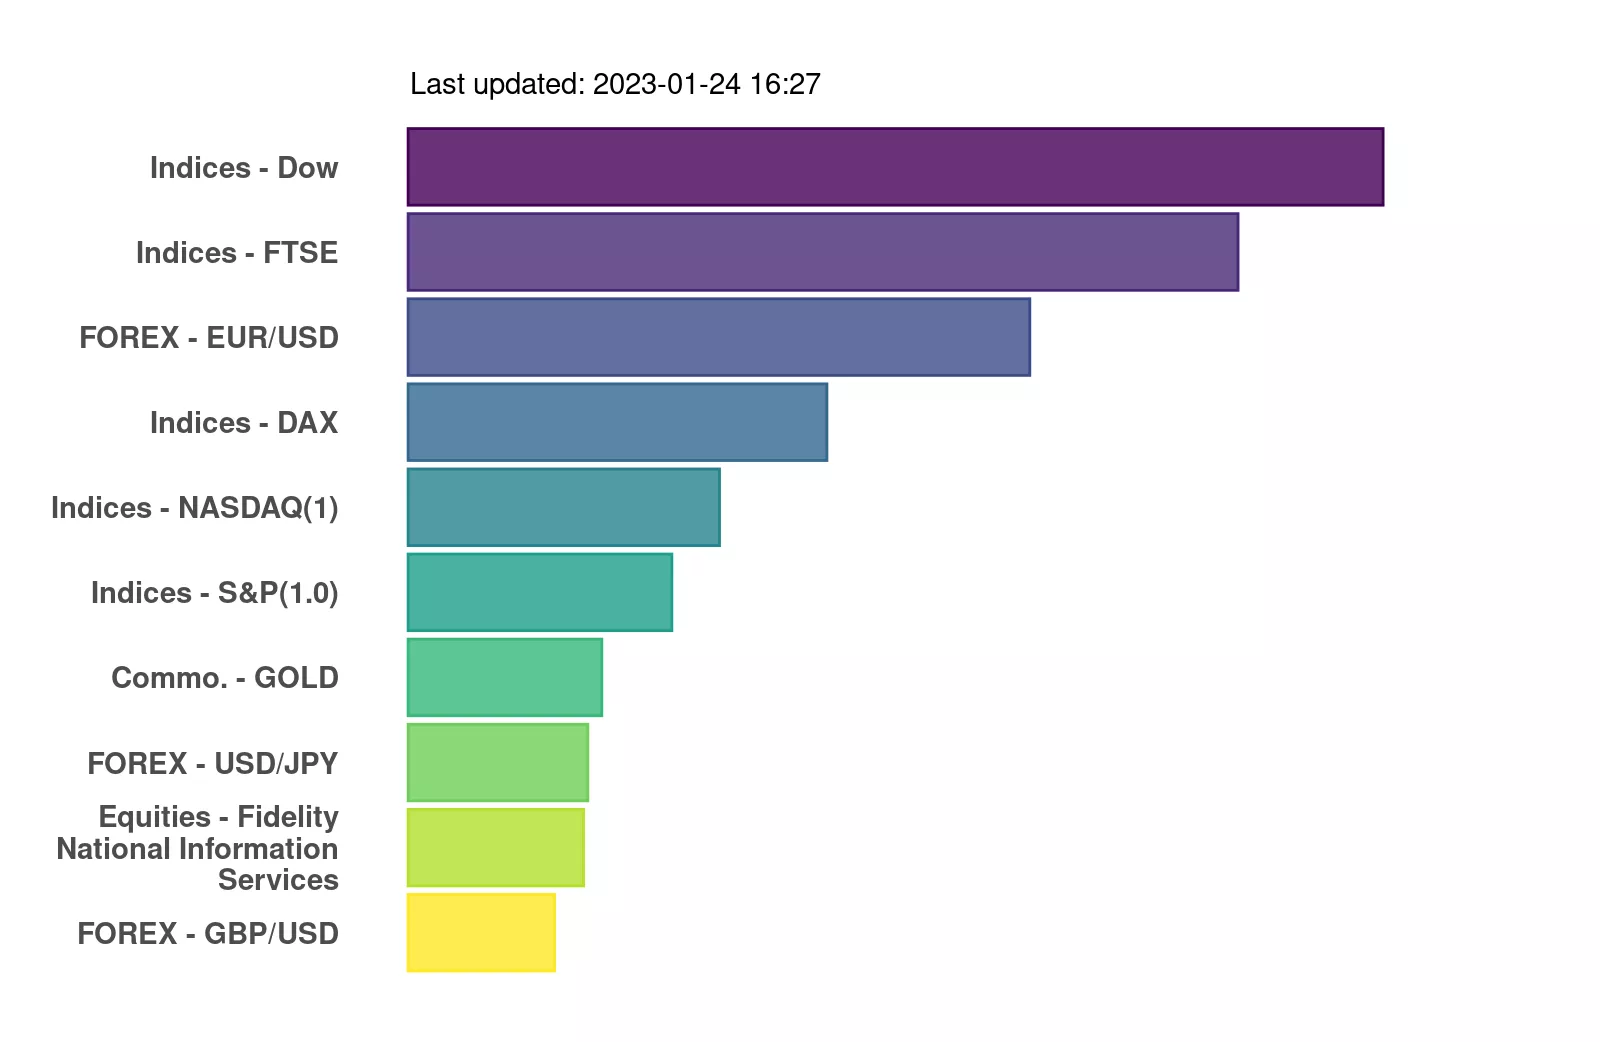 Last updated: 2023-01-24 16:27
Indices - Dow
Indices - FTSE
FOREX - EUR/USD
Indices - DAX
Indices - NASDAQ(1)
Indices - S&P(1.0)
Commo. - GOLD
FOREX - USD/JPY
Equities - Fidelity
National Information
Services
FOREX - GBP/USD